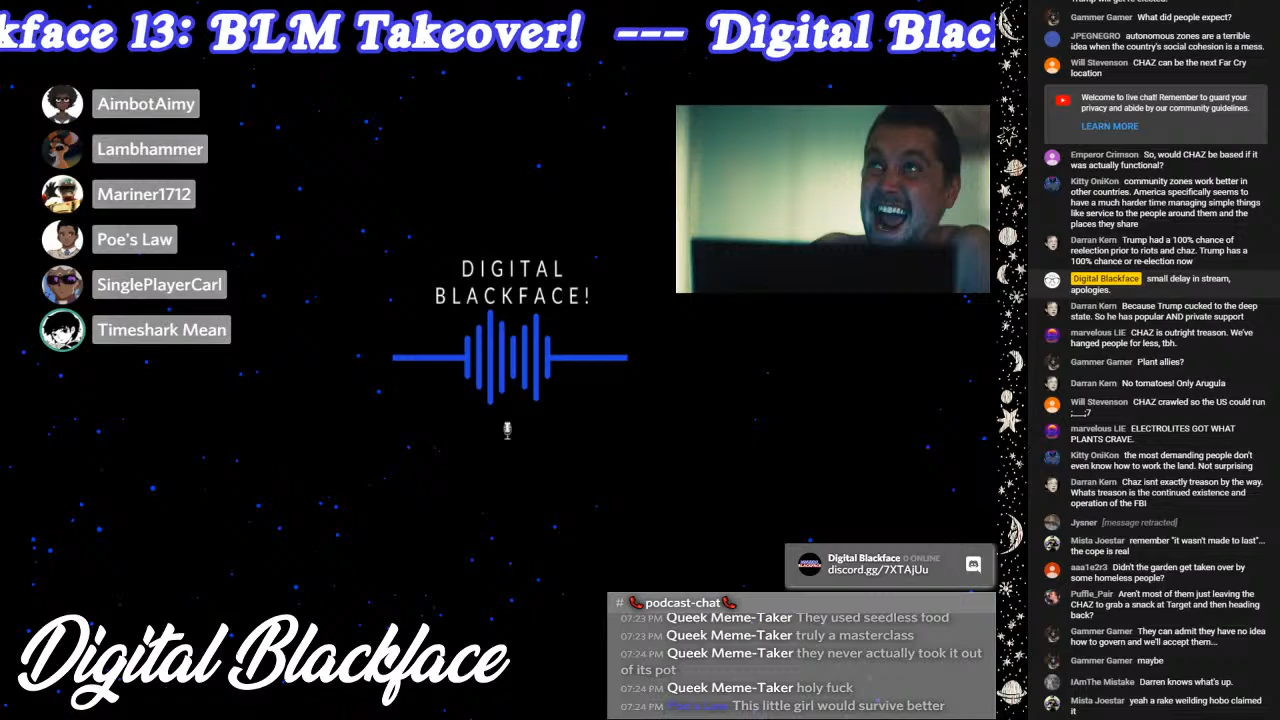 kface 13: BLM Takeover!  ---  Digital Blac
AimbotAimy
Lambhammer
Mariner1712
Poe's Law
SinglePlayerCarl
Timeshark Mean
DIGITAL
BLACKFACE!
Digital Blackface
Digital Blackface 0 ONLINE
discord.gg/7XTAjUu
# podcast-chat
07:23 PM Queek Meme-Taker They used seedless food
07:23 PM Queek Meme-Taker truly a masterclass
07:24 PM Queek Meme-Taker they never actually took it out
of its pot
07:24 PM Queek Meme-Taker holy fuck
07:24 PM This little girl would survive better
Trump will get re elected.
Gammer Gamer What did people expect?
JPEGNEGRO autonomous zones are a terrible
idea when the country's social cohesion is a mess.
Will Stevenson CHAZ can be the next Far Cry
location
Welcome to live chat! Remember to guard your
privacy and abide by our community guidelines.
LEARN MORE
Emperor Crimson So, would CHAZ be based if it
was actually functional?
Kitty OniKon community zones work better in
other countries. America specifically seems to
have a much harder time managing simple things
like service to the people around them and the
places they share
Darran Kern Trump had a 100% chance of
reelection prior to riots and chaz. Trump has a
100% chance or re-election now
Digital Blackface small delay in stream,
apologies.
Darran Kern Because Trump cucked to the deep
state. So he has popular AND private support
marvelous LIE CHAZ is outright treason. We've
hanged people for less, tbh.
Gammer Gamer Plant allies?
Darran Kern No tomatoes! Only Arugula
Will Stevenson CHAZ crawled so the US could run
;___;7
marvelous LIE ELECTROLITES GOT WHAT
PLANTS CRAVE.
Kitty OniKon the most demanding people don't
even know how to work the land. Not surprising
Darran Kern Chaz isnt exactly treason by the way.
Whats treason is the continued existence and
operation of the FBI
Jysner [message retracted]
Mista Joestar remember "it wasn't made to last"...
the cope is real
aaa1e2r3 Didn't the garden get taken over by
some homeless people?
Puffle_Pair Aren't most of them just leaving the
CHAZ to grab a snack at Target and then heading
back?
Gammer Gamer They can admit they have no idea
how to govern and we'll accept them...
Gammer Gamer maybe
IAmThe Mistake Darren knows what's up.
Mista Joestar yeah a rake weilding hobo claimed
it